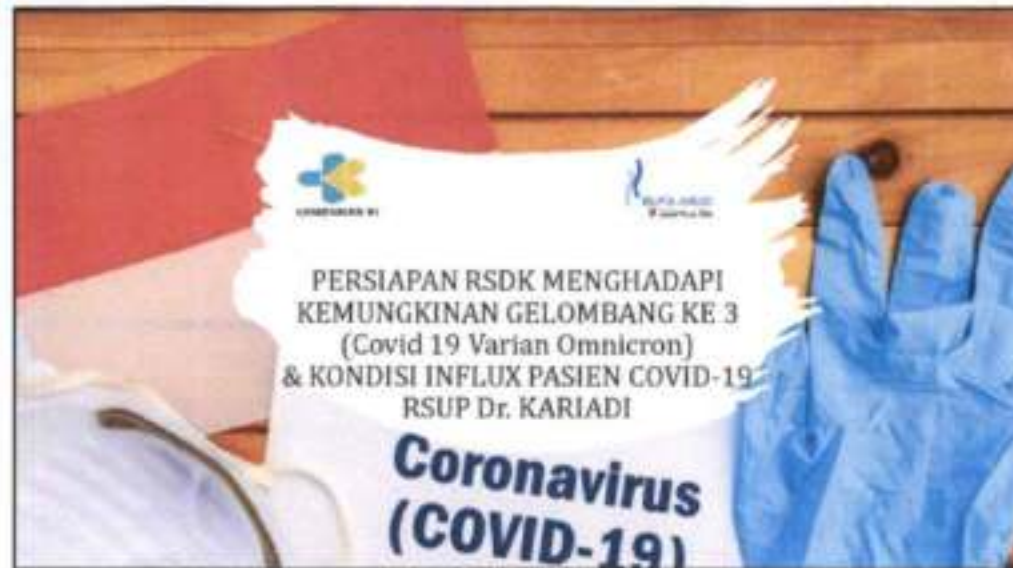 PERSIAPAN RSDK MENGHADAPI
KEMUNGKINAN GELOMBANG KE 3
(Covid 19 Varian Omnicron)
& KONDISI INFLUX PASIEN COVID-19
RSUP Dr. KARIADI
Coronavirus
(COVID-19)